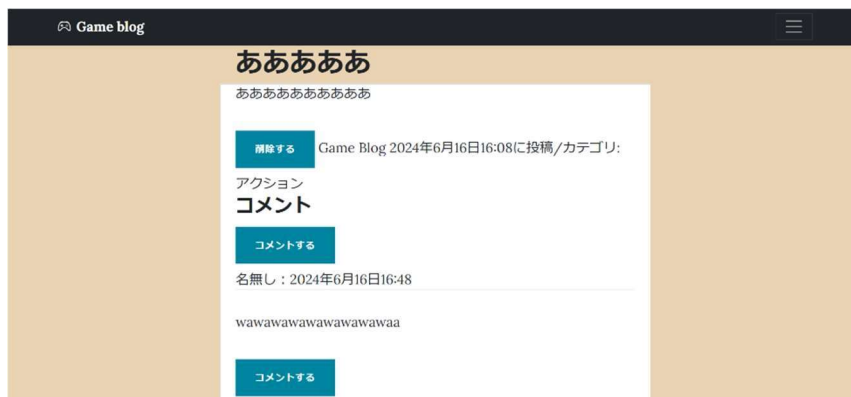 Game blog
ああああああ
ああああああああああ
削除する Game Blog 2024年6月16日16:08に投稿/カテゴリ:
アクション
コメント
コメントする
名無し:2024年6月16日16:48
wawawawawawawawawaa
コメントする